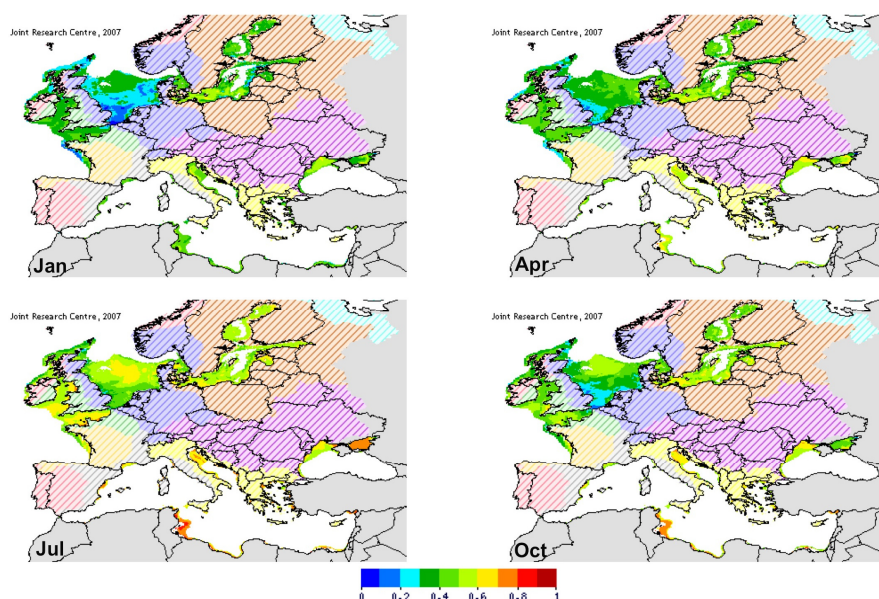 Joint Research Centre, 2007
Jan
Joint Research Centre, 2007
Apr
Joint Research Centre, 2007
Jul
Joint Research Centre, 2007
Oct
0 0.2 0.4 0.6 0.8 1